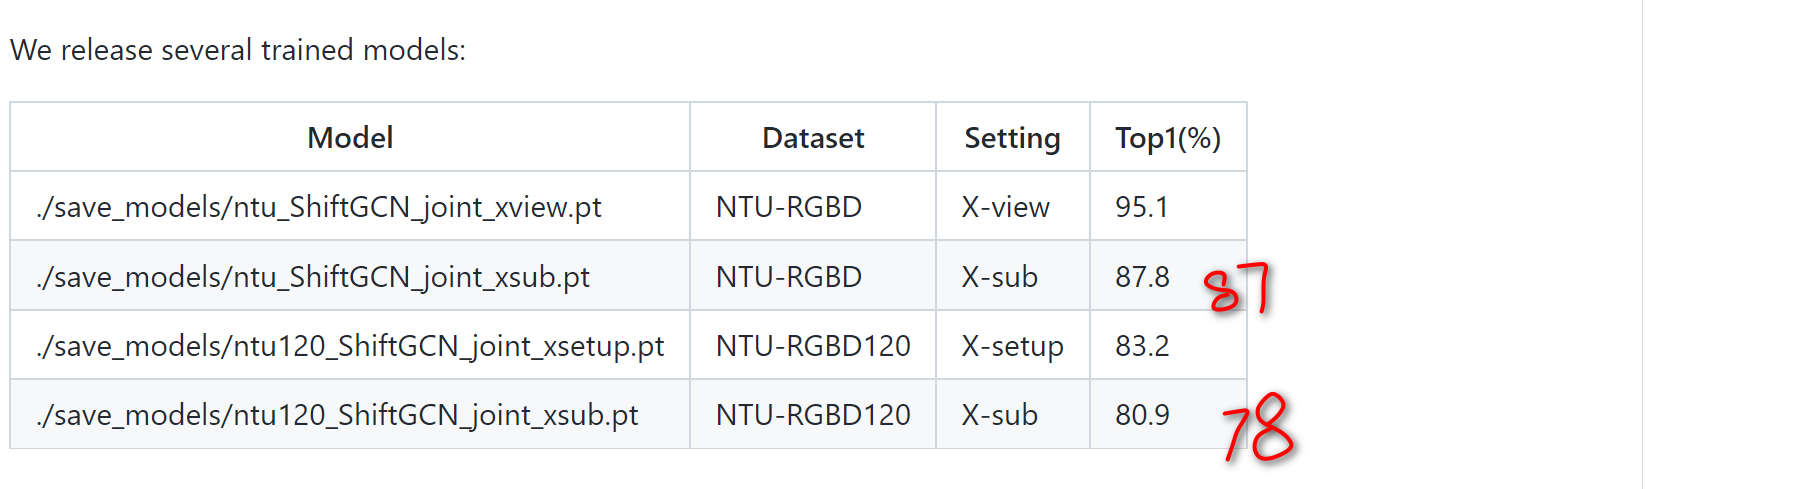 We release several trained models:
Model Dataset Setting Top1(%)
./save_models/ntu_ShiftGCN_joint_xview.pt NTU-RGBD X-view 95.1
./save_models/ntu_ShiftGCN_joint_xsub.pt NTU-RGBD X-sub 87.8 87
./save_models/ntu120_ShiftGCN_joint_xsetup.pt NTU-RGBD120 X-setup 83.2
./save_models/ntu120_ShiftGCN_joint_xsub.pt NTU-RGBD120 X-sub 80.9 78